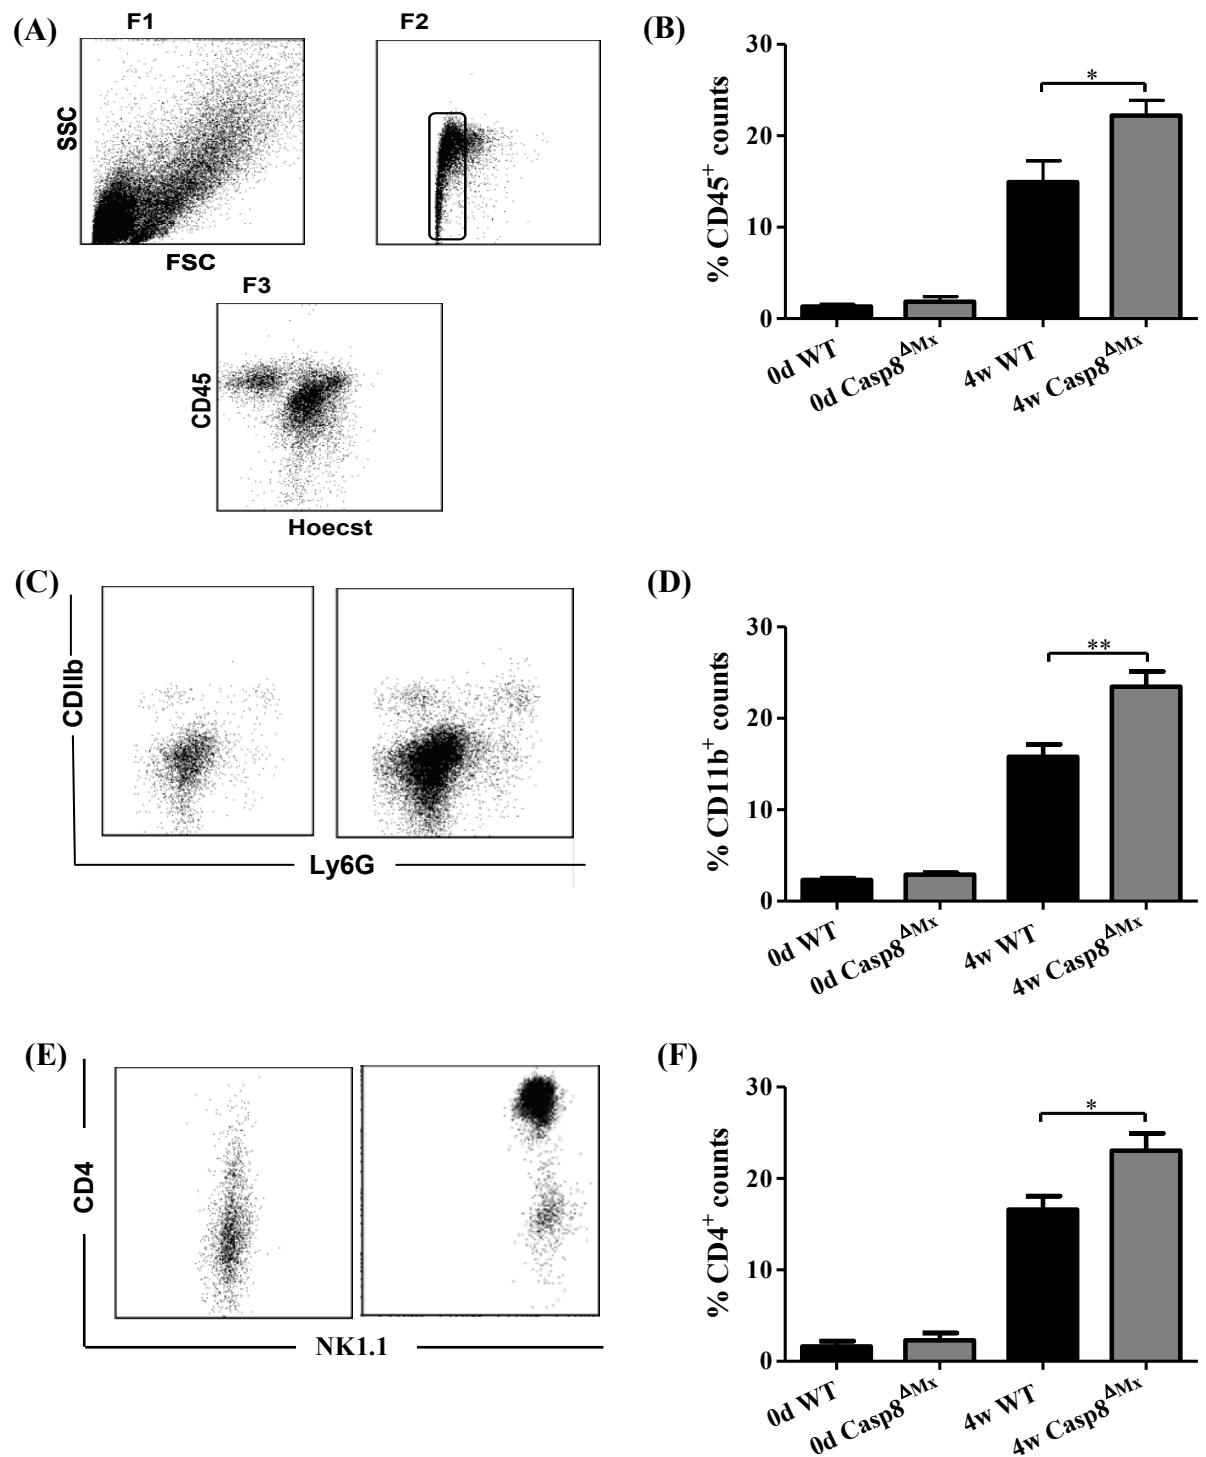 (A)
F1
SSC
FSC
F2
F3
CD45
Hoecst
(B)
% CD45+ counts
30
20
10
0
*
0d WT
0d Casp8ΔMx
4w WT
4w Casp8ΔMx
(C)
CDIIb
Ly6G
(D)
% CD11b+ counts
30
20
10
0
**
0d WT
0d Casp8ΔMx
4w WT
4w Casp8ΔMx
(E)
CD4
NK1.1
(F)
% CD4+ counts
30
20
10
0
*
0d WT
0d Casp8ΔMx
4w WT
4w Casp8ΔMx